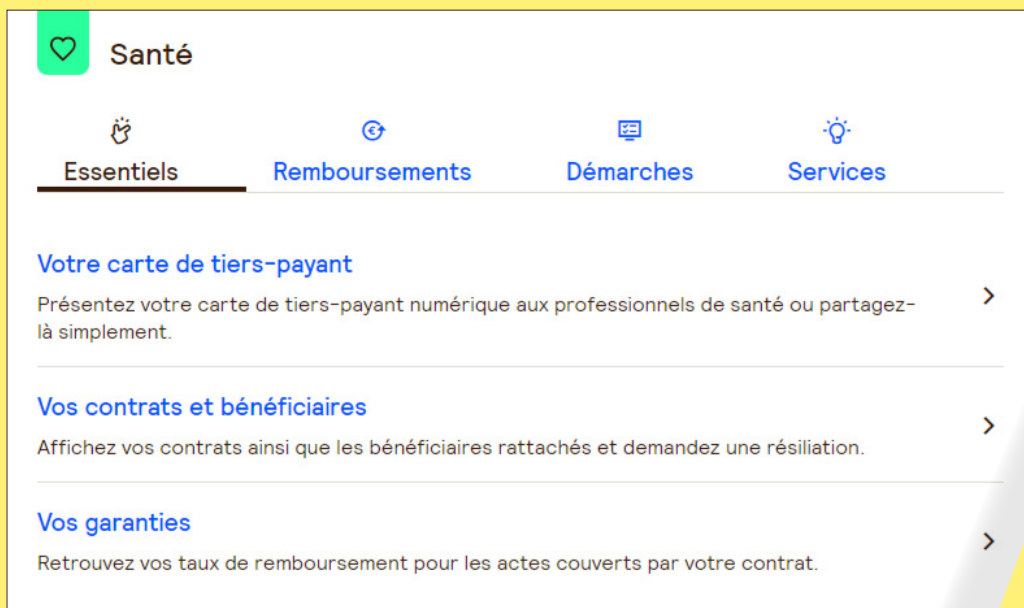 Santé
Essentiels
Remboursements
Démarches
Services
Votre carte de tiers-payant
Présentez votre carte de tiers-payant numérique aux professionnels de santé ou partagez-
là simplement.
Vos contrats et bénéficiaires
Affichez vos contrats ainsi que les bénéficiaires rattachés et demandez une résiliation.
Vos garanties
Retrouvez vos taux de remboursement pour les actes couverts par votre contrat.